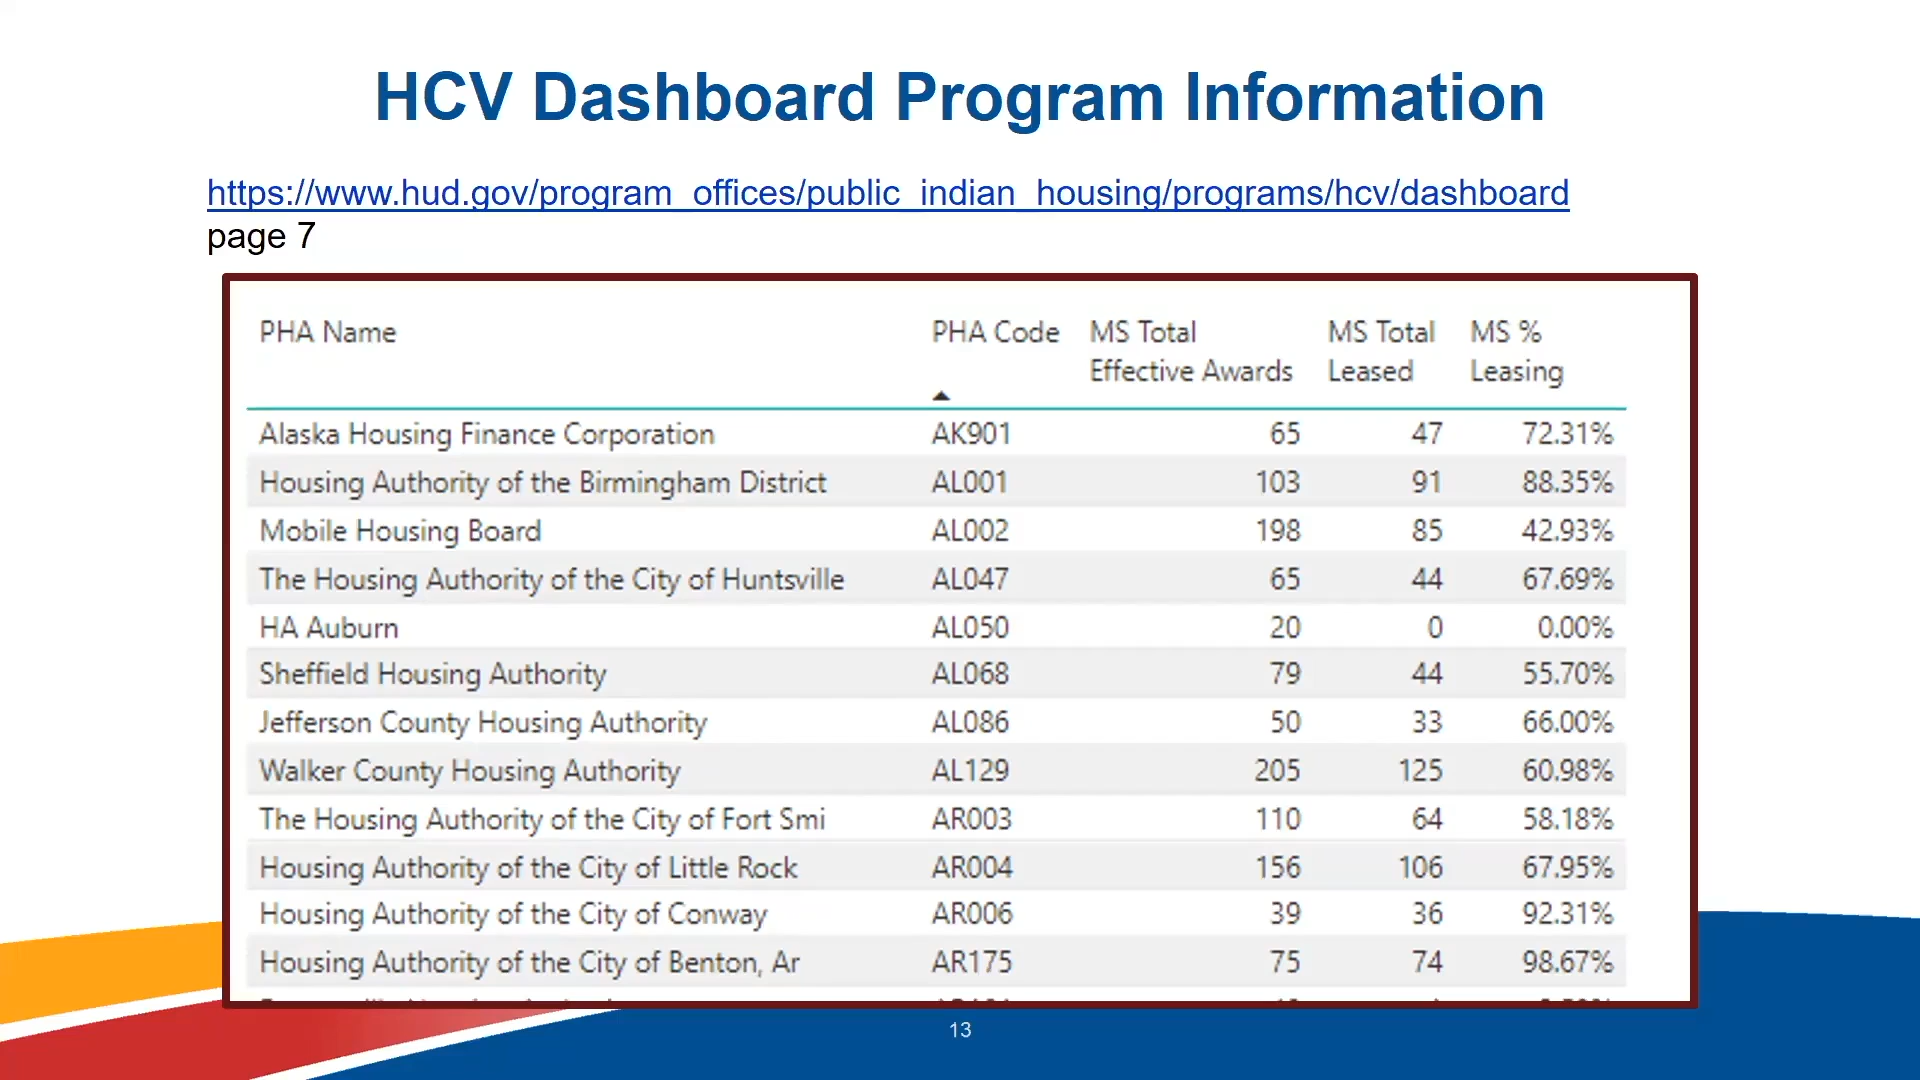 HCV Dashboard Program Information
https://www.hud.gov/program_offices/public_indian_housing/programs/hcv/dashboard
page 7
PHA Name PHA Code MS Total Effective Awards MS Total Leased MS % Leasing
Alaska Housing Finance Corporation AK901 65 47 72.31%
Housing Authority of the Birmingham District AL001 103 91 88.35%
Mobile Housing Board AL002 198 85 42.93%
The Housing Authority of the City of Huntsville AL047 65 44 67.69%
HA Auburn AL050 20 0 0.00%
Sheffield Housing Authority AL068 79 44 55.70%
Jefferson County Housing Authority AL086 50 33 66.00%
Walker County Housing Authority AL129 205 125 60.98%
The Housing Authority of the City of Fort Smi AR003 110 64 58.18%
Housing Authority of the City of Little Rock AR004 156 106 67.95%
Housing Authority of the City of Conway AR006 39 36 92.31%
Housing Authority of the City of Benton, Ar AR175 75 74 98.67%
13